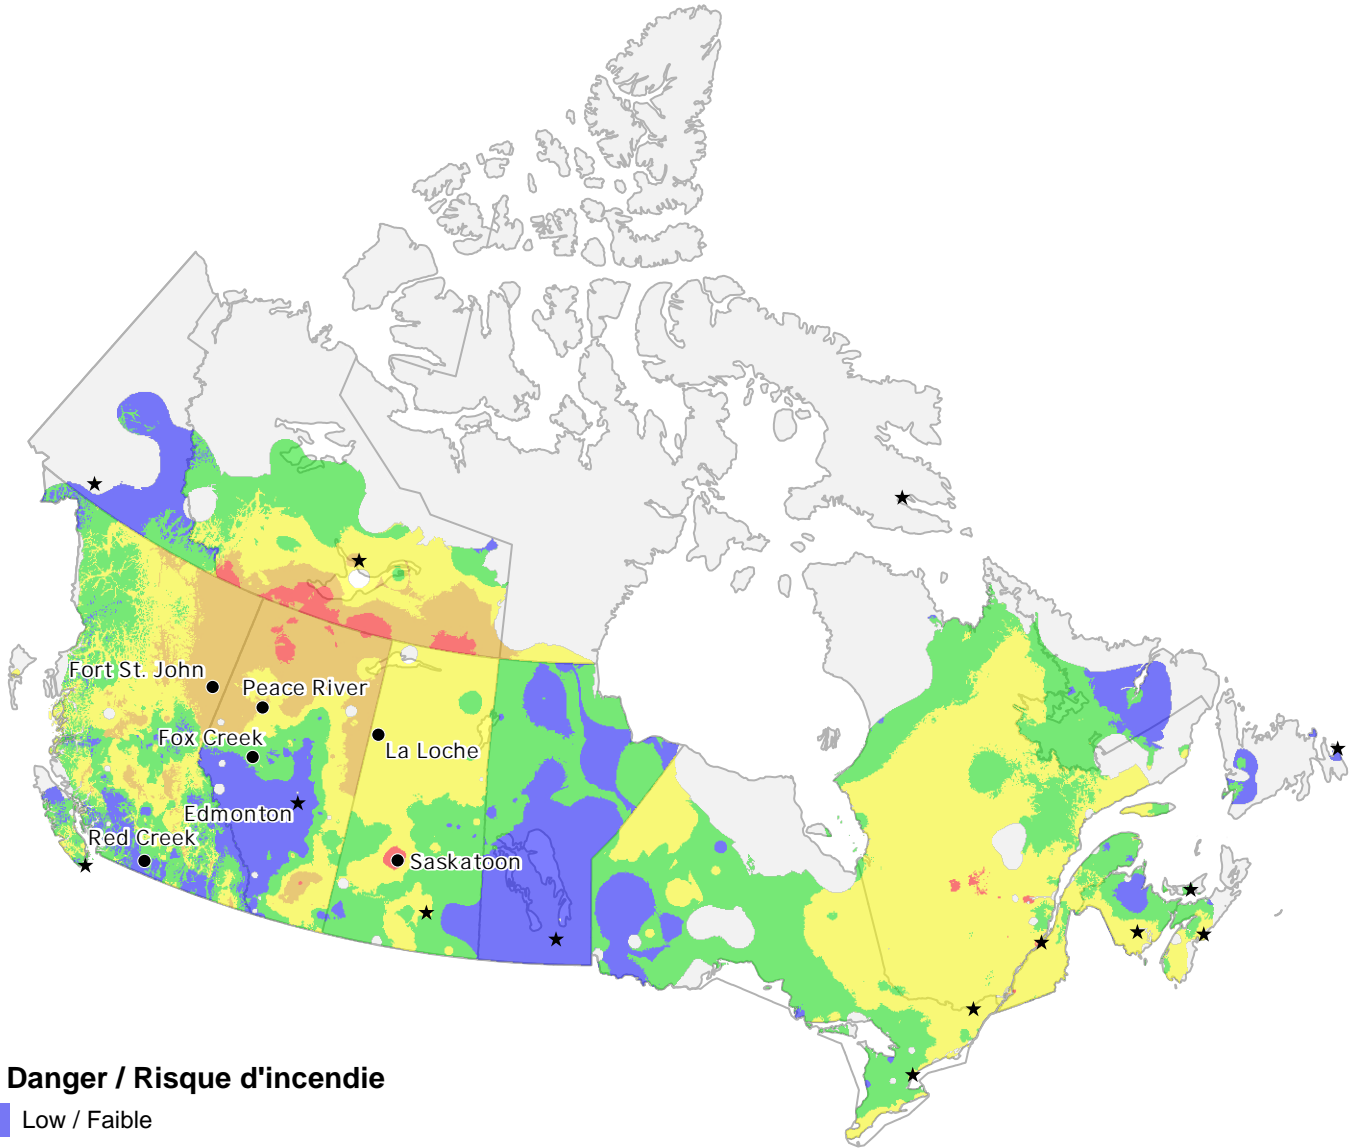 Fort St. John
Peace River
Fox Creek
La Loche
Edmonton
Red Creek
Saskatoon
Danger / Risque d'incendie
Low / Faible